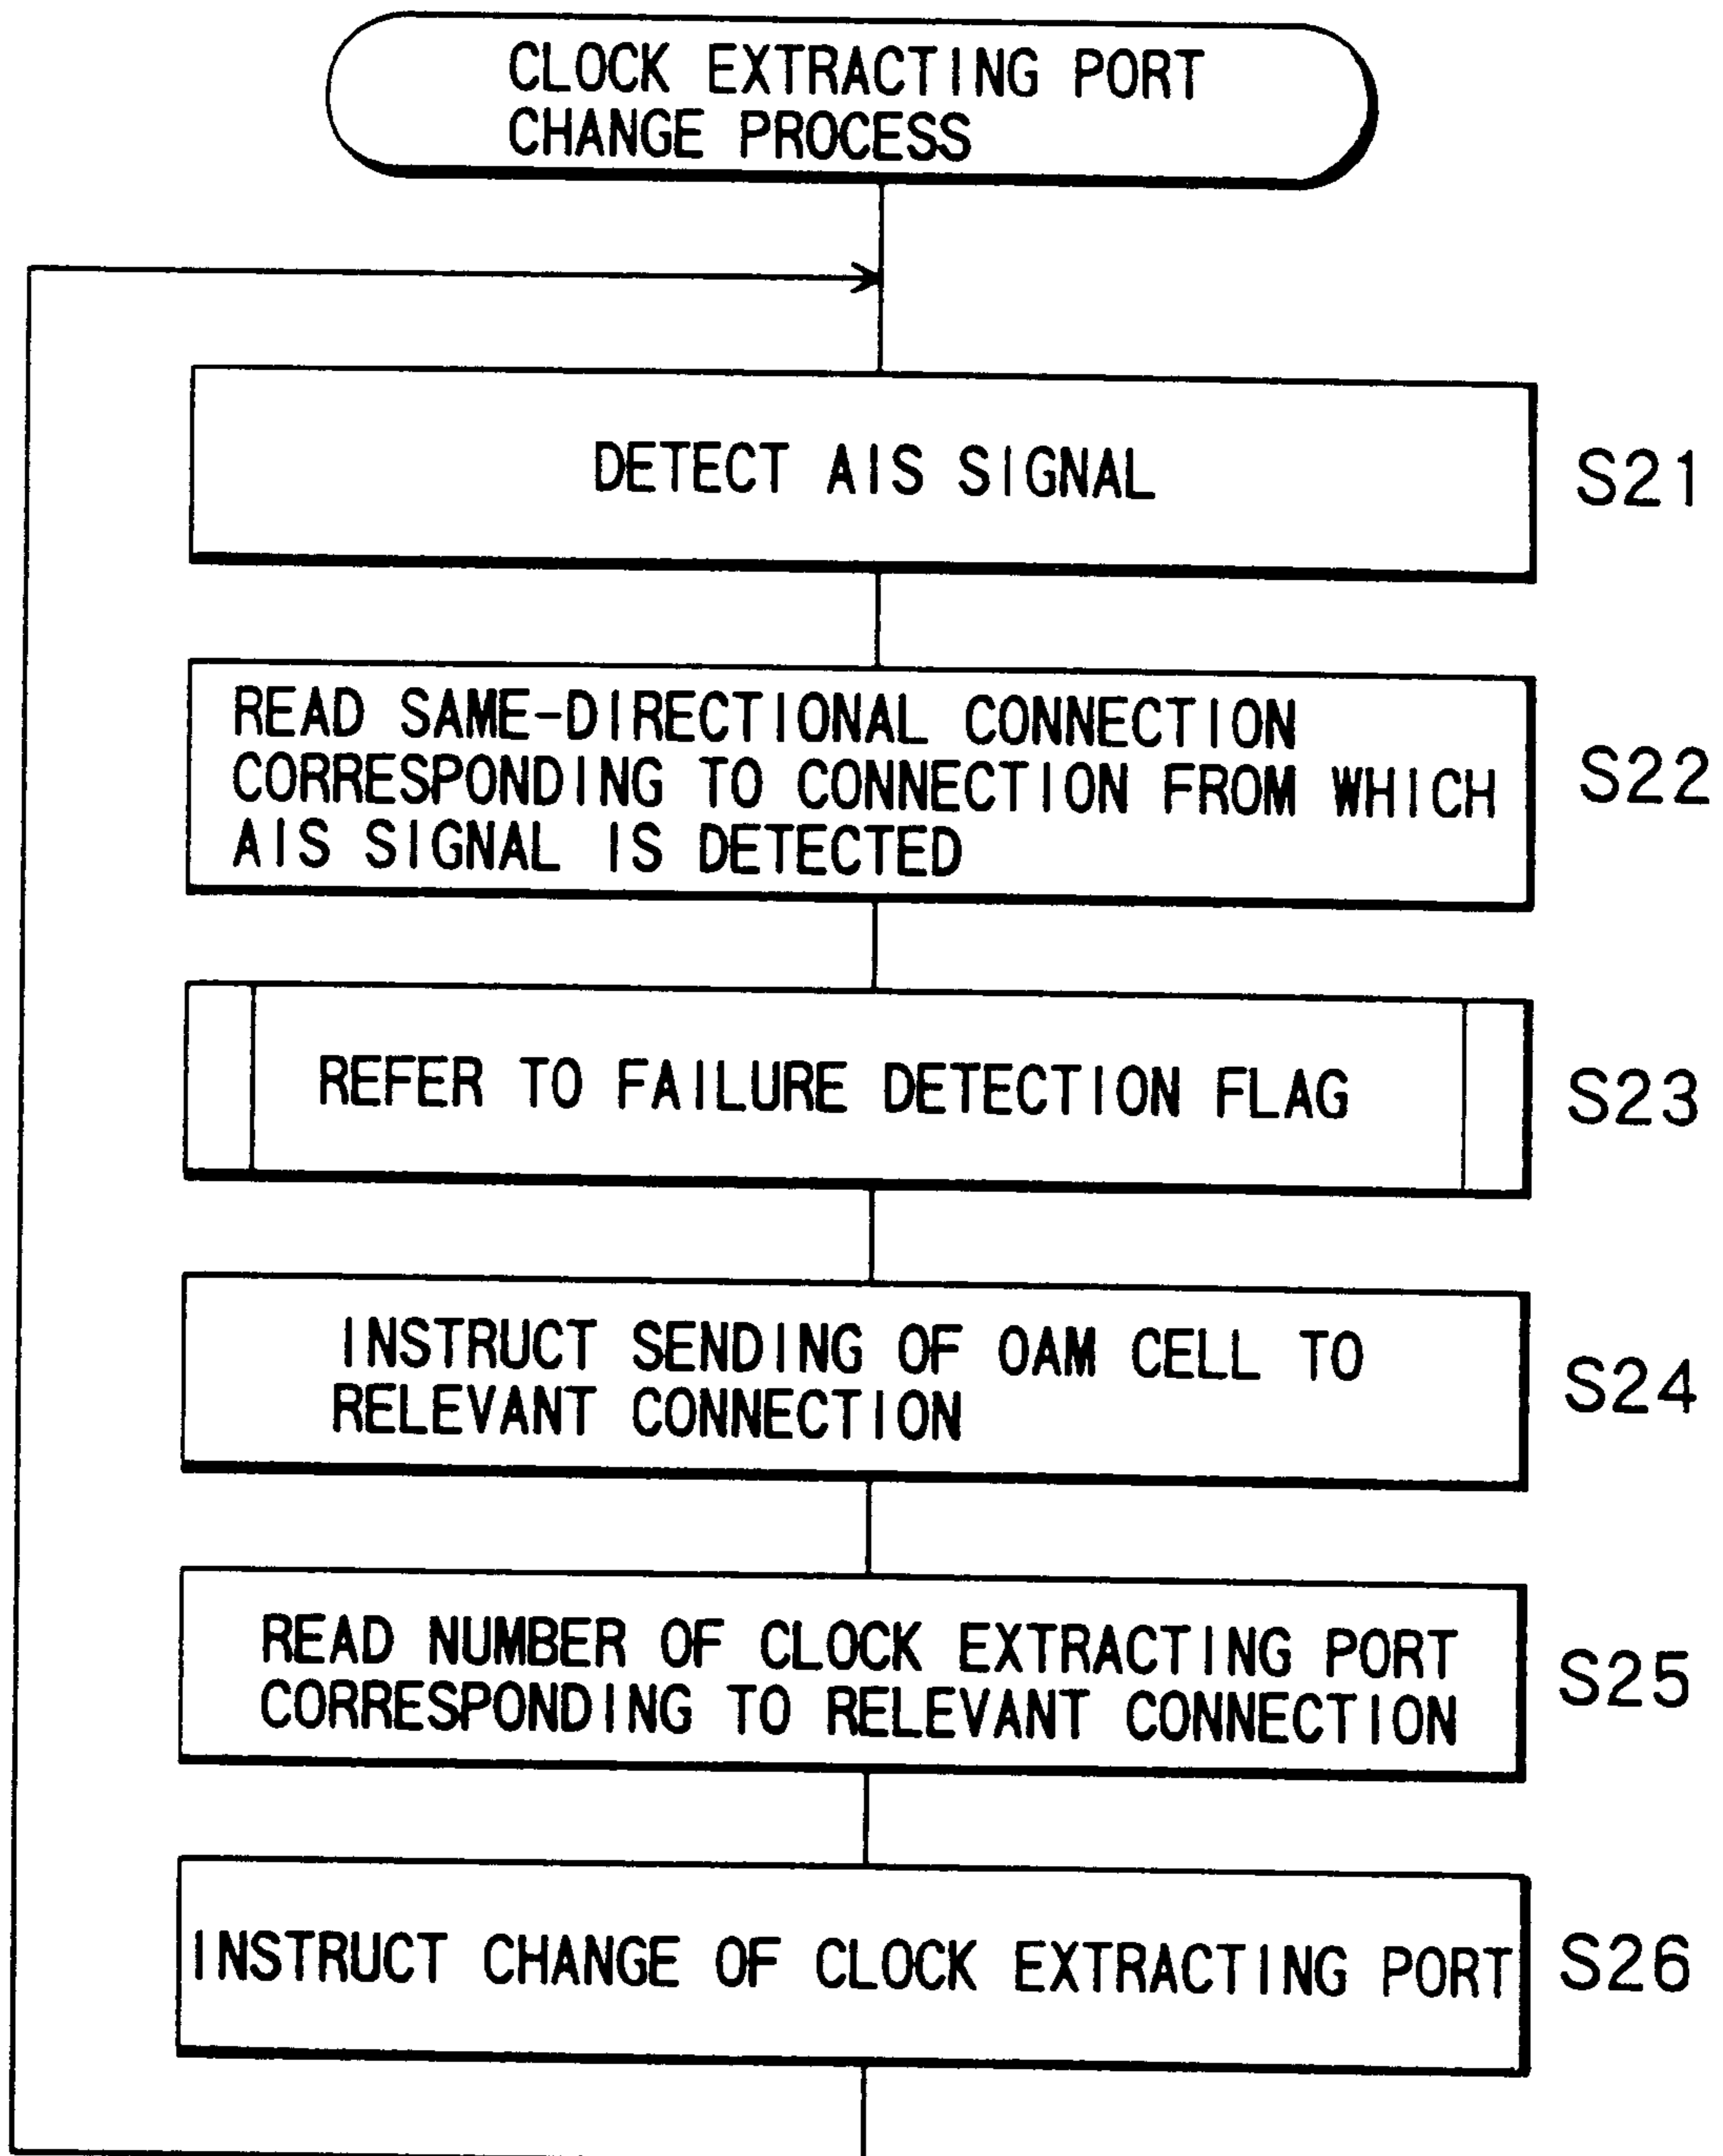 CLOCK EXTRACTING PORT
CHANGE PROCESS
DETECT AIS SIGNAL
S21
READ SAME-DIRECTIONAL CONNECTION
CORRESPONDING TO CONNECTION FROM WHICH
AIS SIGNAL IS DETECTED
S22
REFER TO FAILURE DETECTION FLAG
S23
INSTRUCT SENDING OF OAM CELL TO
RELEVANT CONNECTION
S24
READ NUMBER OF CLOCK EXTRACTING PORT
CORRESPONDING TO RELEVANT CONNECTION
S25
INSTRUCT CHANGE OF CLOCK EXTRACTING PORT
S26